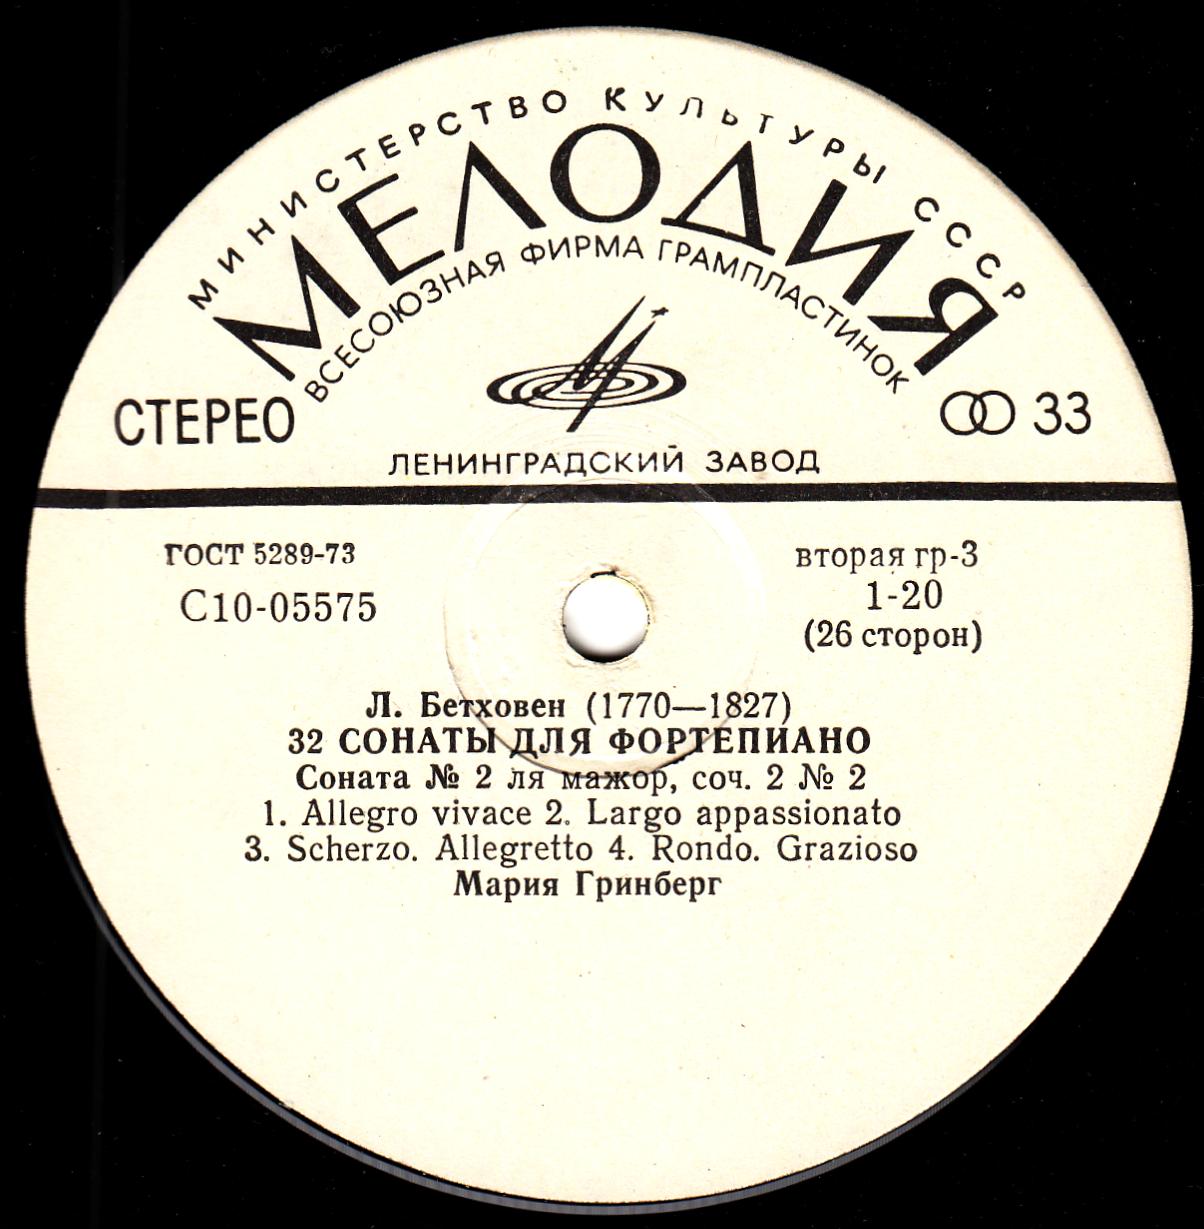 МИНИСТЕРСТВО КУЛЬТУРЫ СССР
МЕЛОДИЯ
ВСЕСОЮЗНАЯ ФИРМА ГРАМПЛАСТИНОК
СТЕРЕО
33
ЛЕНИНГРАДСКИЙ ЗАВОД
ГОСТ 5289-73
С10-05575
вторая гр-3
1-20
(26 сторон)
Л. Бетховен (1770—1827)
32 СОНАТЫ ДЛЯ ФОРТЕПИАНО
Соната № 2 ля мажор, соч. 2 № 2
1. Allegro vivace 2. Largo appassionato
3. Scherzo. Allegretto 4. Rondo. Grazioso
Мария Гринберг